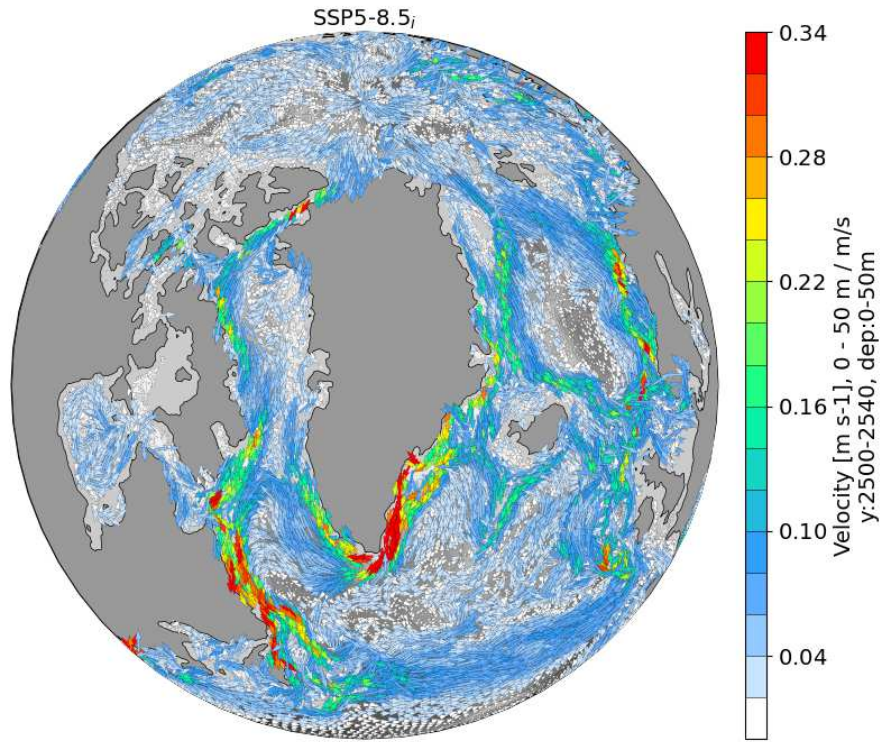 SSP5-8.5ᵢ
0.34
0.28
0.22
0.16
0.10
0.04
Velocity [m s-1], 0 - 50 m / m/s
y:2500-2540, dep:0-50m